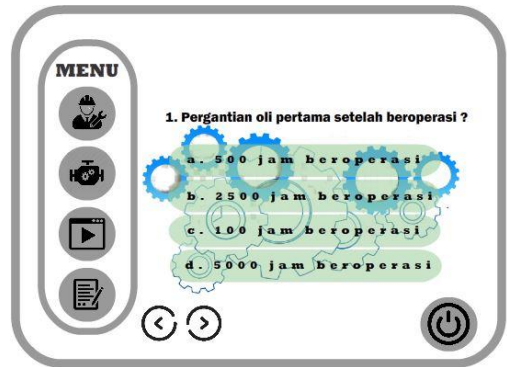 MENU
1. Pergantian oli pertama setelah beroperasi ?
a. 500 jam beroperasi
b. 2500 jam beroperasi
c. 100 jam beroperasi
d. 5000 jam beroperasi